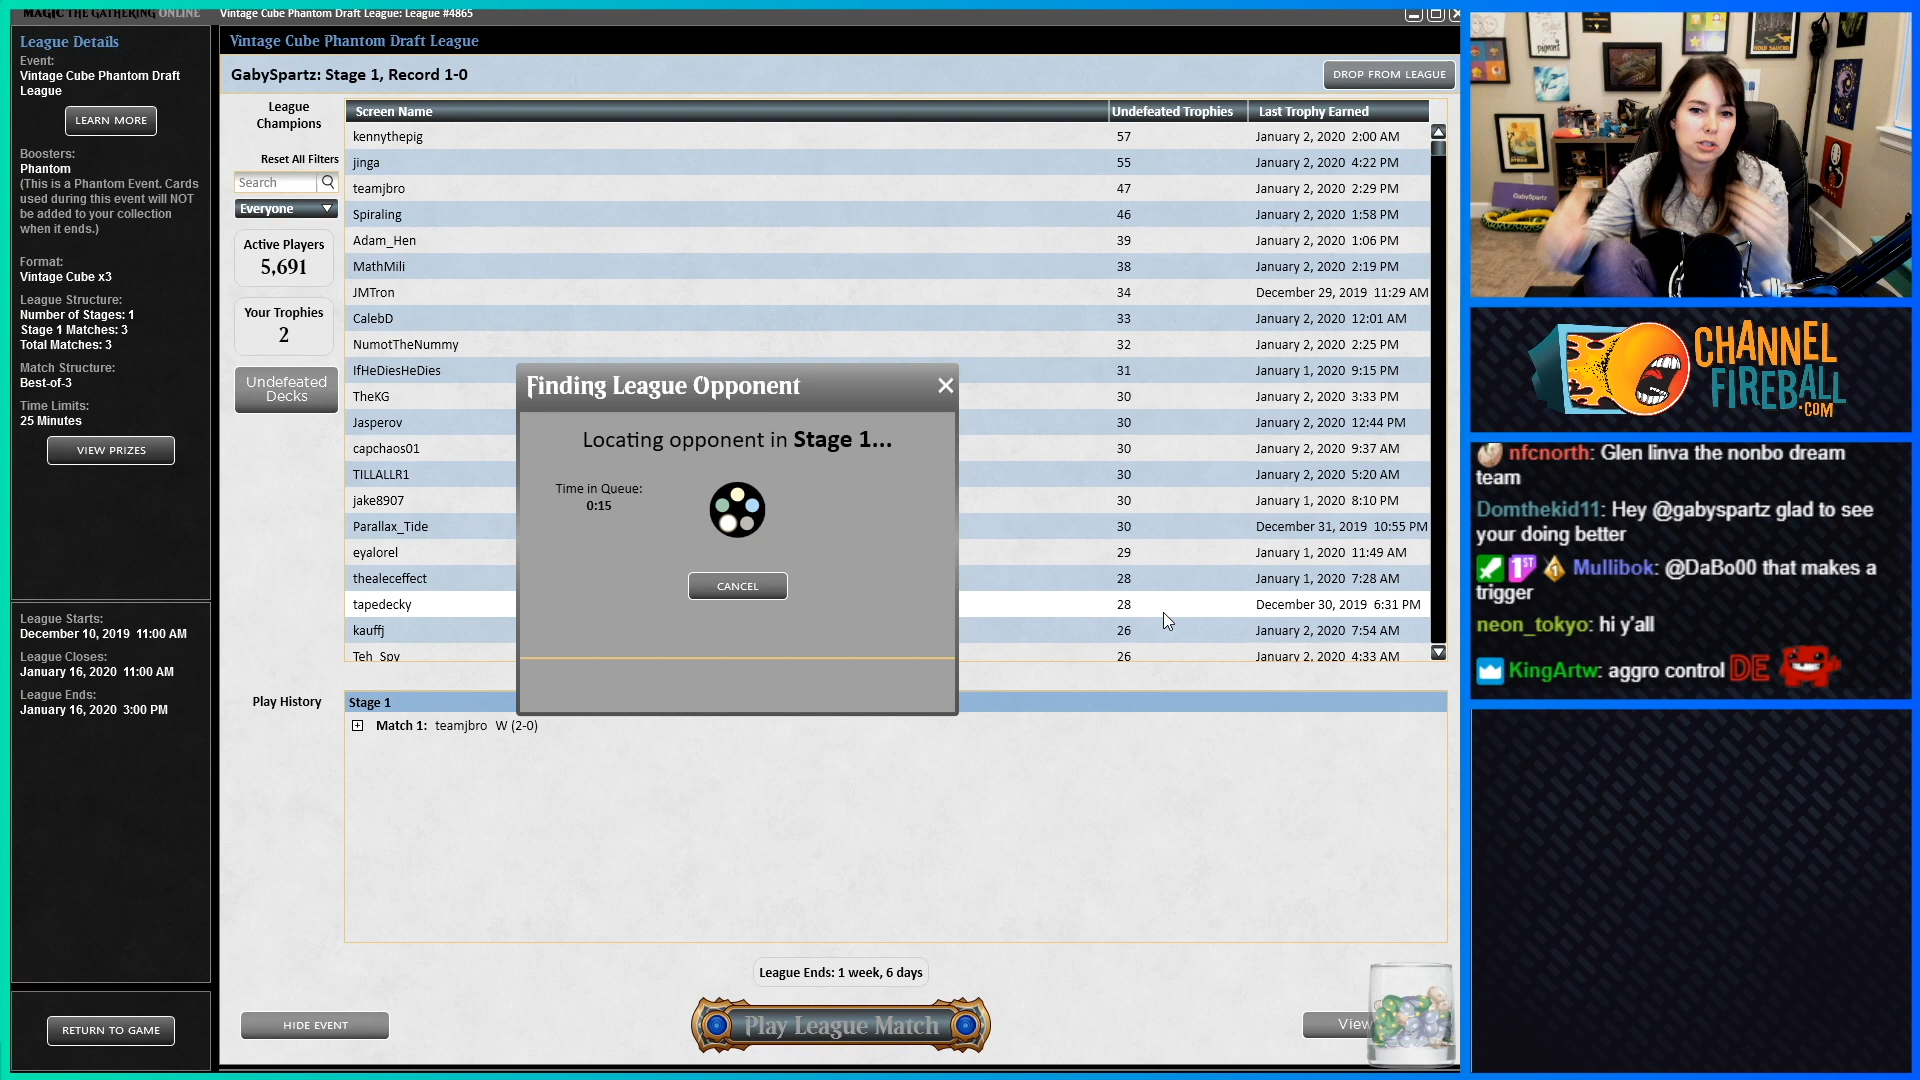 MAGIC THE GATHERING ONLINE
Vintage Cube Phantom Draft League: League #4865
League Details
Event:
Vintage Cube Phantom Draft
League
LEARN MORE
Boosters:
Phantom
(This is a Phantom Event. Cards
used during this event will NOT
be added to your collection
when it ends.)
Format:
Vintage Cube x3
League Structure:
Number of Stages: 1
Stage 1 Matches: 3
Total Matches: 3
Match Structure:
Best-of-3
Time Limits:
25 Minutes
VIEW PRIZES
League Starts:
December 10, 2019 11:00 AM
League Closes:
January 16, 2020 11:00 AM
League Ends:
January 16, 2020 3:00 PM
RETURN TO GAME
Vintage Cube Phantom Draft League
GabySpartz: Stage 1, Record 1-0
DROP FROM LEAGUE
League
Champions
Reset All Filters
Search
Everyone
Active Players
5,691
Your Trophies
2
Undefeated
Decks
Screen Name Undefeated Trophies Last Trophy Earned
kennythepig 57 January 2, 2020 2:00 AM
jinga 55 January 2, 2020 4:22 PM
teamjbro 47 January 2, 2020 2:29 PM
Spiraling 46 January 2, 2020 1:58 PM
Adam_Hen 39 January 2, 2020 1:06 PM
MathMili 38 January 2, 2020 2:19 PM
JMTron 34 December 29, 2019 11:29 AM
CalebD 33 January 2, 2020 12:01 AM
NumotTheNummy 32 January 2, 2020 2:25 PM
IfHeDiesHeDies 31 January 1, 2020 9:15 PM
TheKG 30 January 2, 2020 3:33 PM
Jasperov 30 January 2, 2020 12:44 PM
capchaos01 30 January 2, 2020 9:37 AM
TILLALLR1 30 January 2, 2020 5:20 AM
jake8907 30 January 1, 2020 8:10 PM
Parallax_Tide 30 December 31, 2019 10:55 PM
eyalorel 29 January 1, 2020 11:49 AM
thealeceffect 28 January 1, 2020 7:28 AM
tapedecky 28 December 30, 2019 6:31 PM
kauffj 26 January 2, 2020 7:54 AM
Teh_Spy 26 January 2, 2020 4:33 AM
Finding League Opponent
Locating opponent in Stage 1...
Time in Queue:
0:15
CANCEL
Play History
Stage 1
Match 1: teamjbro W (2-0)
League Ends: 1 week, 6 days
HIDE EVENT
Play League Match
View
GabySpartz
CHANNEL
FIREBALL
.COM
nfcnorth: Glen linva the nonbo dream
team
Domthekid11: Hey @gabyspartz glad to see
your doing better
1ST 1 Mullibok: @DaBo00 that makes a
trigger
neon_tokyo: hi y'all
KingArtw: aggro control DE